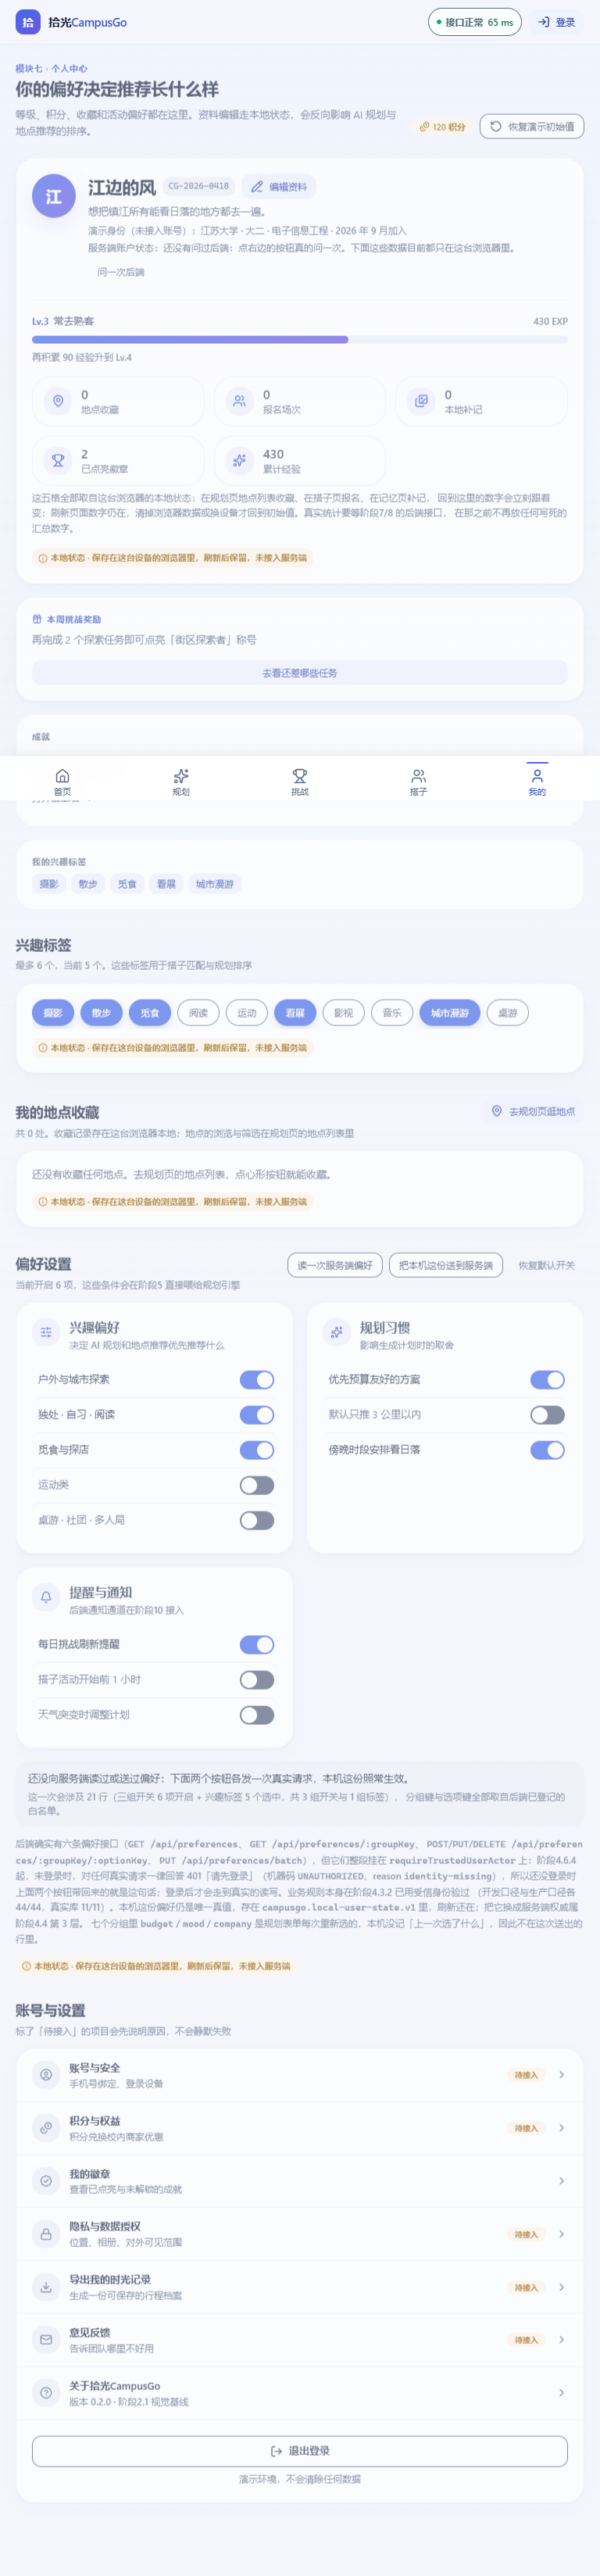 拾
拾光CampusGo
接口正常 65 ms
登录
模块七 · 个人中心
你的偏好决定推荐长什么样
等级、积分、收藏和活动偏好都在这里。资料编辑走本地状态，会反向影响 AI 规划与
地点推荐的排序。
120 积分
恢复演示初始值
江
江边的风
CG-2026-0418
编辑资料
想把镇江所有能看日落的地方都去一遍。
演示身份（未接入账号）：江苏大学 · 大二 · 电子信息工程 · 2026 年 9 月加入
服务端账户状态：还没有问过后端：点右边的按钮真的问一次。下面这些数据目前都只在这台浏览器里。
问一次后端
Lv.3 常去熟客
430 EXP
再积累 90 经验升到 Lv.4
0
地点收藏
0
报名场次
0
本地补记
2
已点亮徽章
430
累计经验
这五格全部取自这台浏览器的本地状态：在规划页地点列表收藏、在搭子页报名、在记忆页补记， 回到这里的数字会立刻跟着
变；刷新页面数字仍在，清掉浏览器数据或换设备才回到初始值。真实统计要等阶段7/8 的后端接口， 在那之前不再放任何写死的
汇总数字。
本地状态 · 保存在这台设备的浏览器里，刷新后保留，未接入服务端
本周挑战奖励
再完成 2 个探索任务即可点亮「街区探索者」称号
去看还差哪些任务
成就
首页
规划
挑战
搭子
我的
我的兴趣标签
摄影
散步
觅食
看展
城市漫游
兴趣标签
最多 6 个，当前 5 个。这些标签用于搭子匹配与规划排序
摄影
散步
觅食
阅读
运动
看展
影视
音乐
城市漫游
桌游
本地状态 · 保存在这台设备的浏览器里，刷新后保留，未接入服务端
我的地点收藏
去规划页逛地点
共 0 处。收藏记录存在这台浏览器本地；地点的浏览与筛选在规划页的地点列表里
还没有收藏任何地点。去规划页的地点列表，点心形按钮就能收藏。
本地状态 · 保存在这台设备的浏览器里，刷新后保留，未接入服务端
偏好设置
读一次服务端偏好
把本机这份送到服务端
恢复默认开关
当前开启 6 项，这些条件会在阶段5 直接喂给规划引擎
兴趣偏好
决定 AI 规划和地点推荐优先推荐什么
户外与城市探索
独处 · 自习 · 阅读
觅食与探店
运动类
桌游 · 社团 · 多人局
规划习惯
影响生成计划时的取舍
优先预算友好的方案
默认只推 3 公里以内
傍晚时段安排看日落
提醒与通知
后端通知通道在阶段10 接入
每日挑战刷新提醒
搭子活动开始前 1 小时
天气突变时调整计划
还没向服务端读过或送过偏好：下面两个按钮各发一次真实请求，本机这份照常生效。
这一次会涉及 21 行（三组开关 6 项开启 + 兴趣标签 5 个选中，共 3 组开关与 1 组标签）， 分组键与选项键全部取自后端已登记的
白名单。
后端确实有六条偏好接口（GET /api/preferences、 GET /api/preferences/:groupKey、 POST/PUT/DELETE /api/preferen
ces/:groupKey/:optionKey、 PUT /api/preferences/batch），但它们整段挂在 requireTrustedUserActor 上：阶段4.6.4
起，未登录时，对任何真实请求一律回答 401「请先登录」（机器码 UNAUTHORIZED、reason identity-missing），所以还没登录时
上面两个按钮带回来的就是这句话；登录后才会走到真实的读写。业务规则本身在阶段4.3.2 已用受信身份验过 （开发口径与生产口径各
44/44，真实库 11/11）。本机这份偏好仍是唯一真值，存在 campusgo.local-user-state.v1 里，刷新还在；把它换成服务端权威属
阶段4.4 第 3 层。 七个分组里 budget / mood / company 是规划表单每次重新选的，本机没记「上一次选了什么」，因此不在这次送出的
行里。
本地状态 · 保存在这台设备的浏览器里，刷新后保留，未接入服务端
账号与设置
标了「待接入」的项目会先说明原因，不会静默失败
账号与安全
手机号绑定、登录设备
待接入
积分与权益
积分兑换校内商家优惠
待接入
我的徽章
查看已点亮与未解锁的成就
隐私与数据授权
位置、相册、对外可见范围
待接入
导出我的时光记录
生成一份可保存的行程档案
待接入
意见反馈
告诉团队哪里不好用
待接入
关于拾光CampusGo
版本 0.2.0 · 阶段2.1 视觉基线
退出登录
演示环境，不会清除任何数据